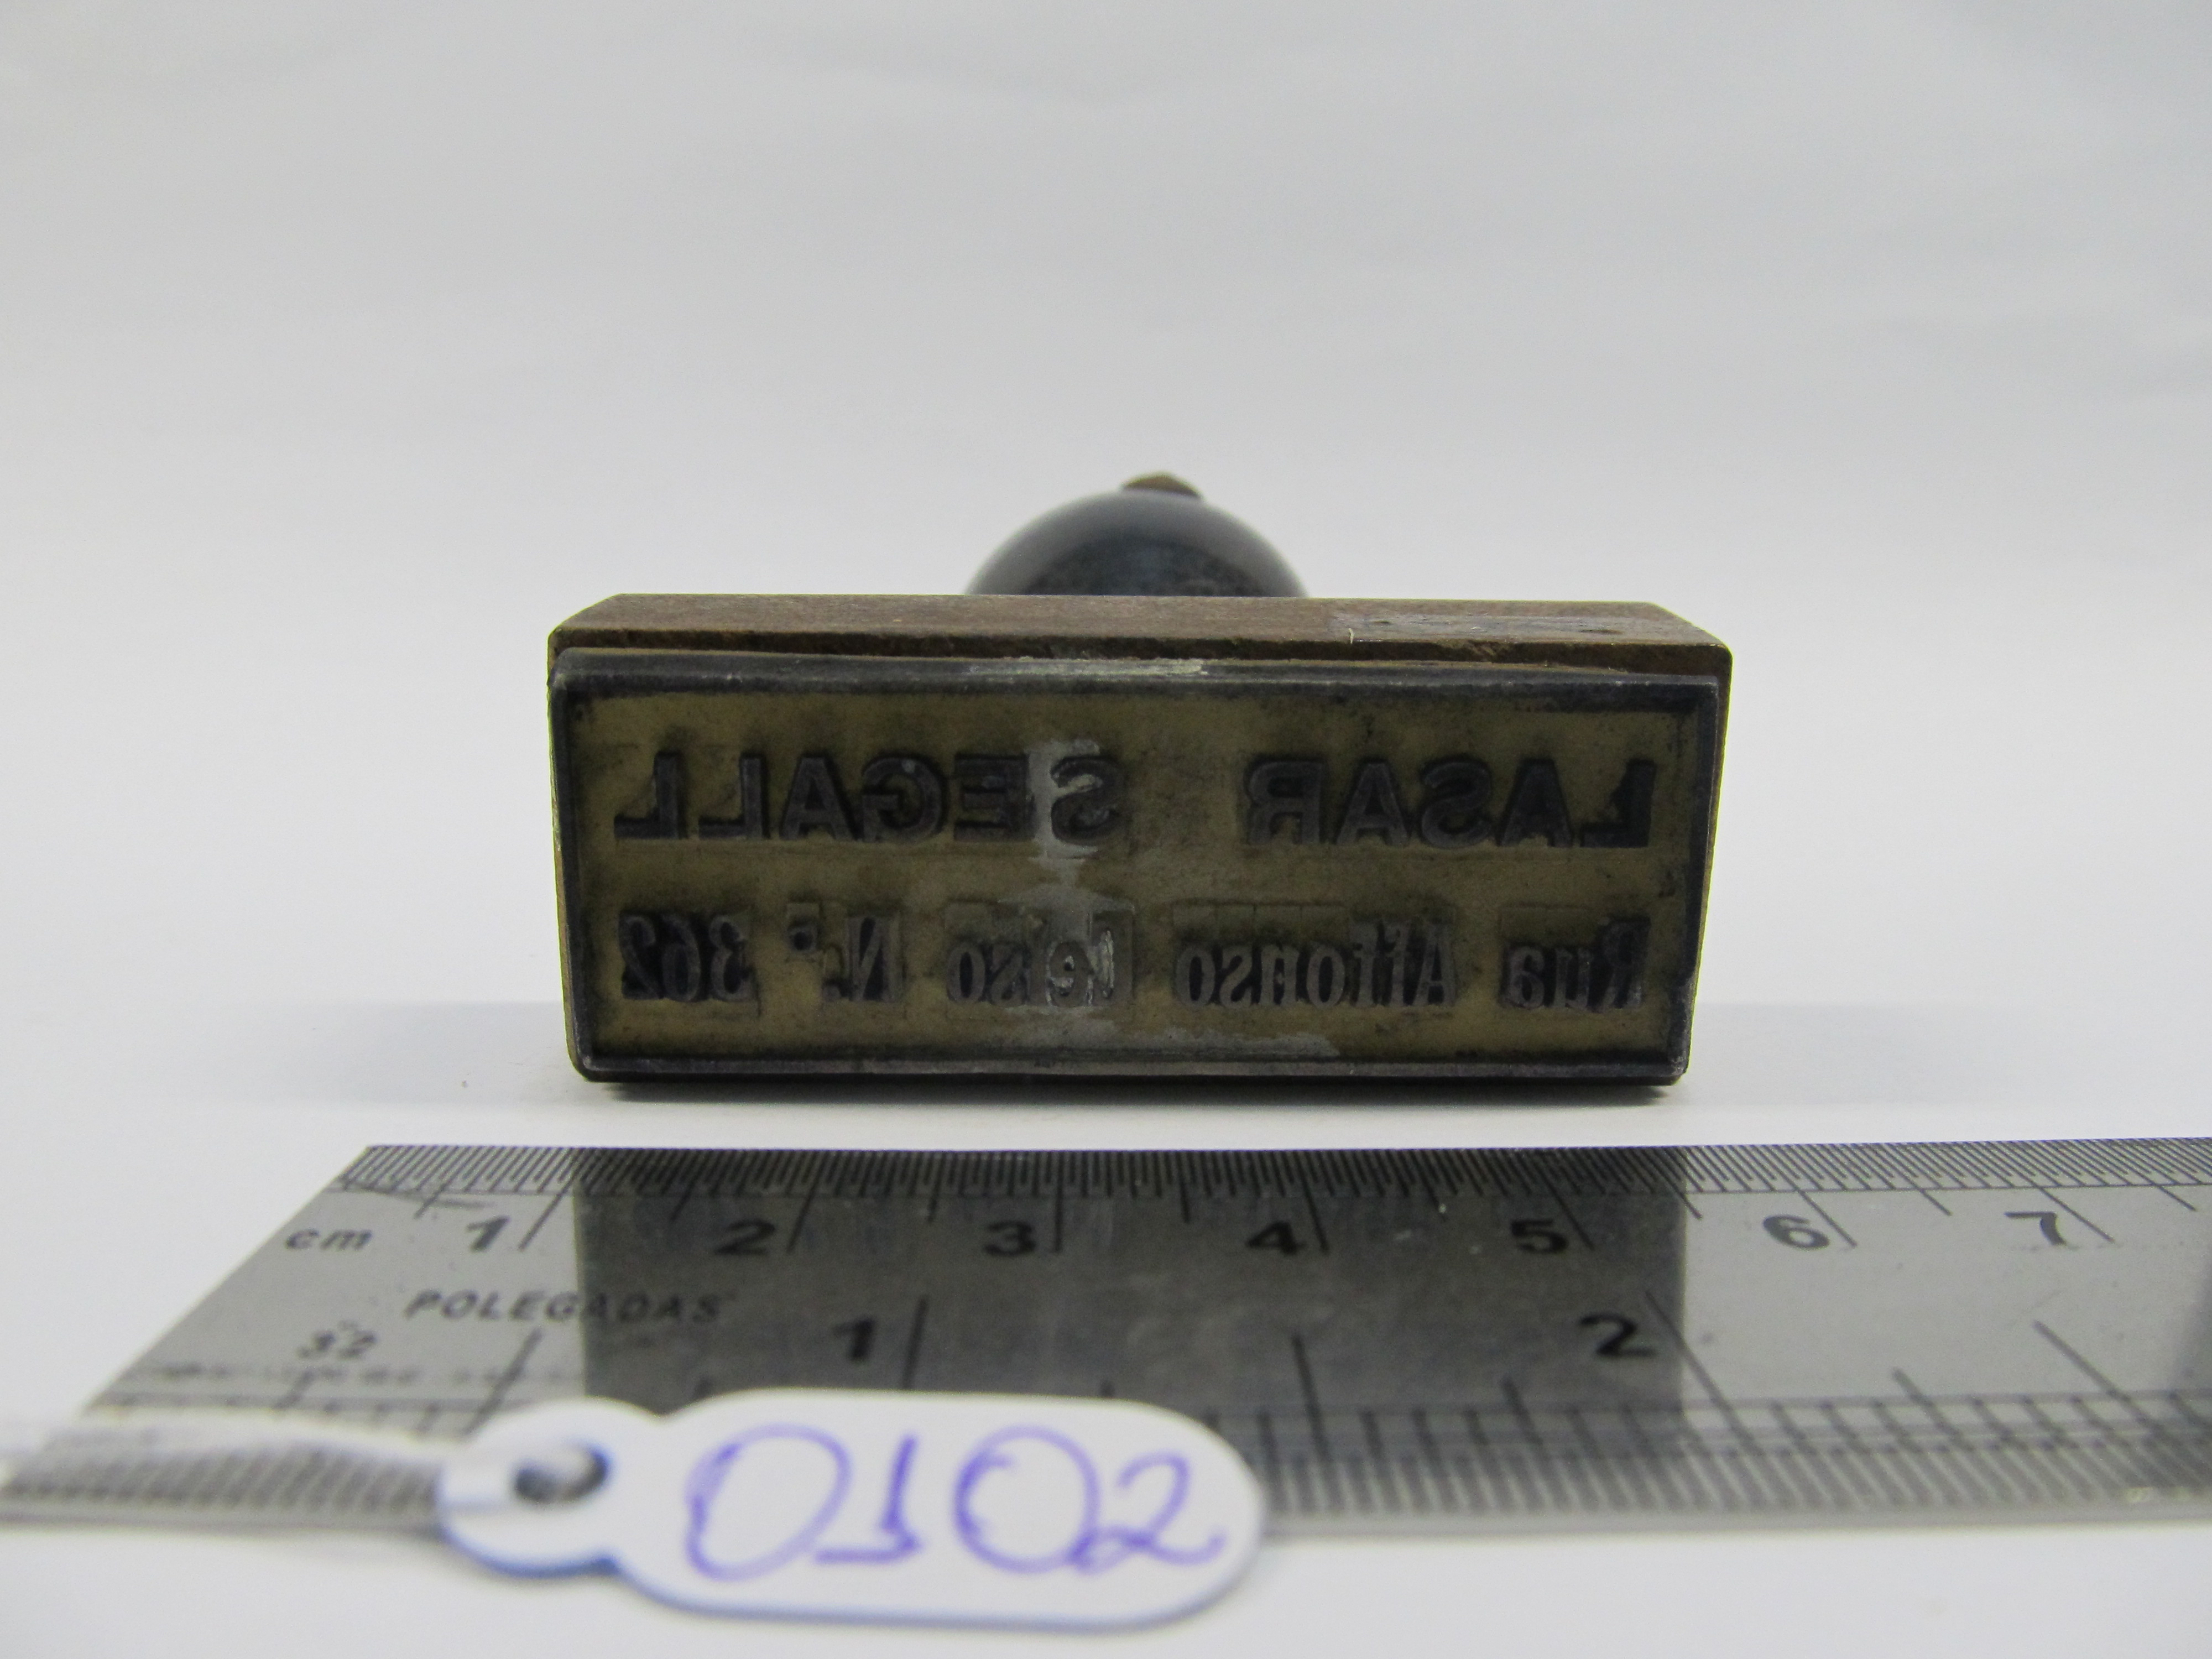 LASAR SEGALL
Rua Affonso Celso N.º 362
cm 1 2 3 4 5 6 7
POLEGADAS
32
1 2
0102